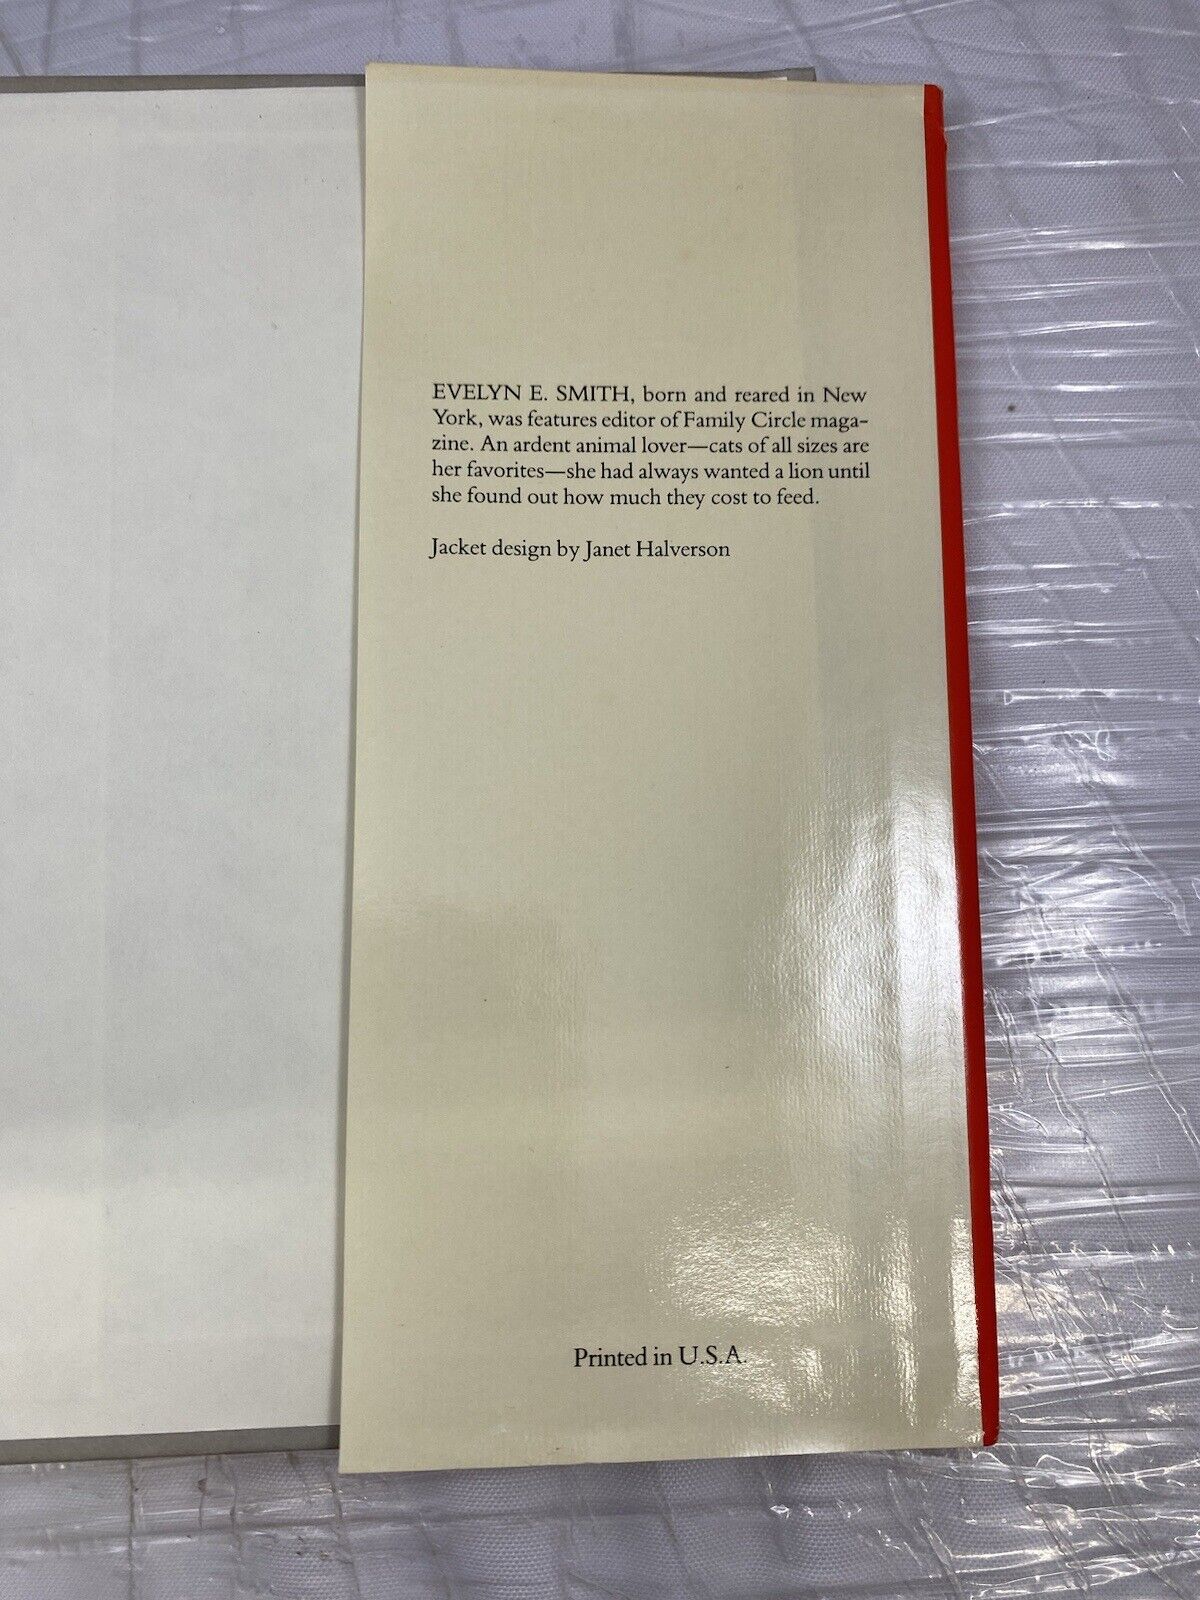 EVELYN E. SMITH, born and reared in New
York, was features editor of Family Circle maga-
zine. An ardent animal lover—cats of all sizes are
her favorites—she had always wanted a lion until
she found out how much they cost to feed.
Jacket design by Janet Halverson
Printed in U.S.A.